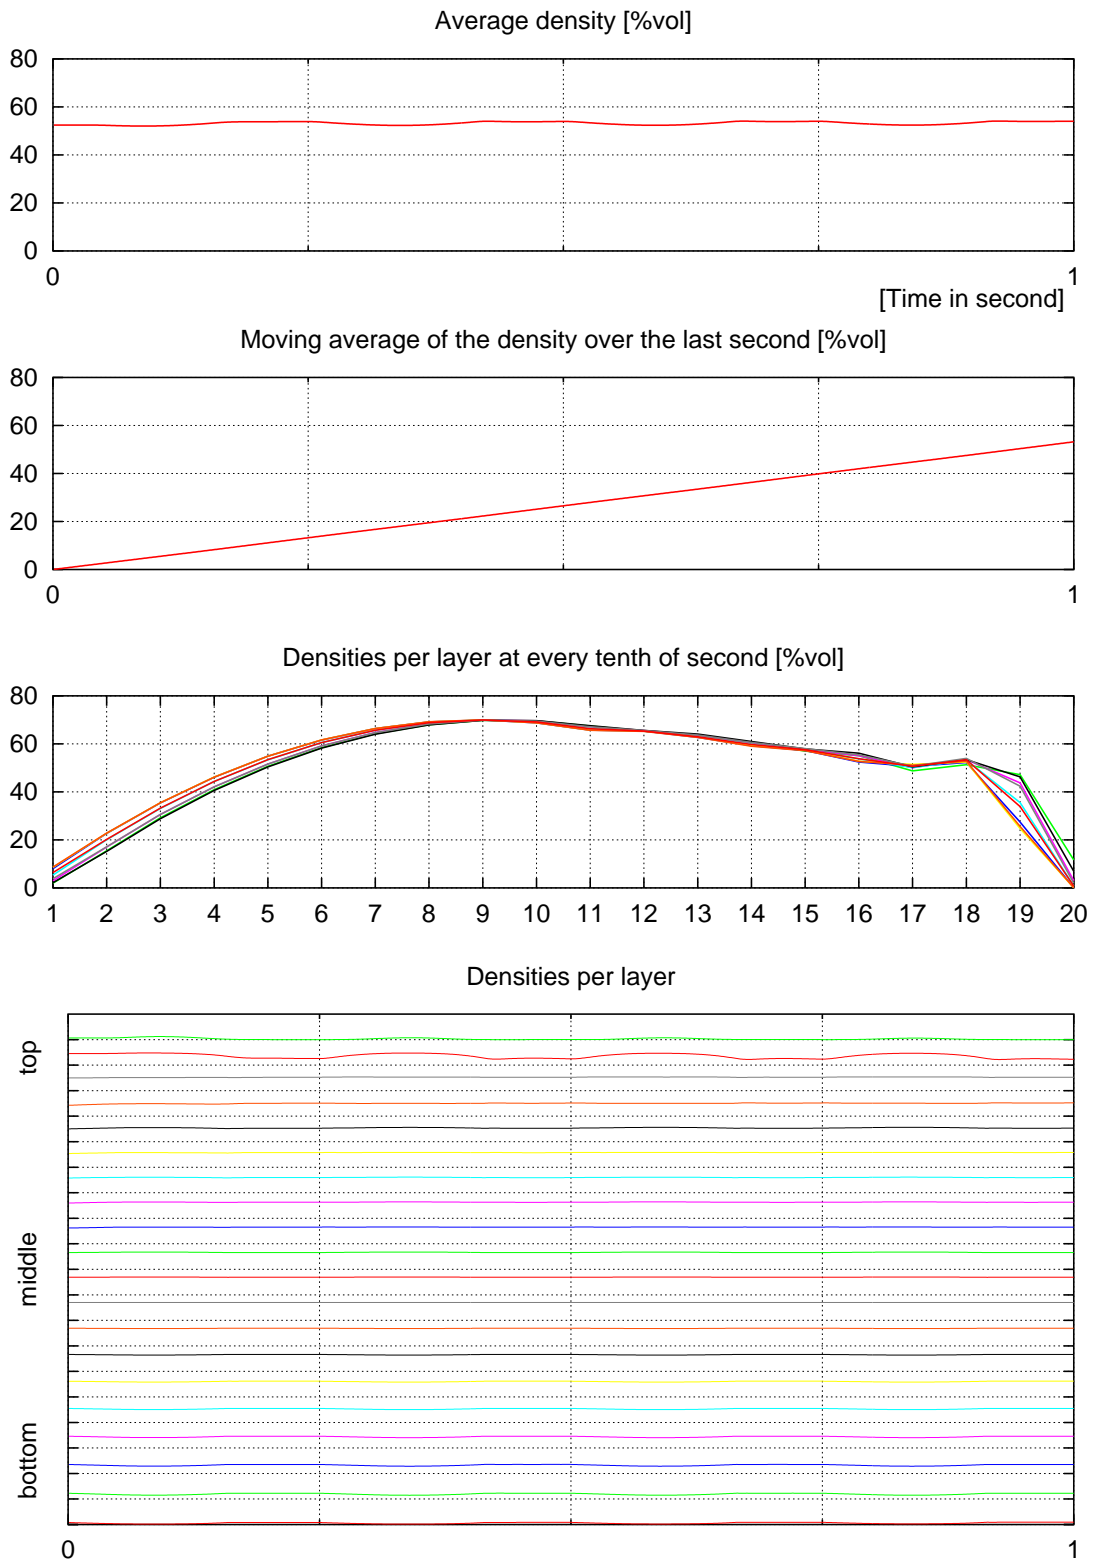 Average density [%vol]
80
60
40
20
0
0 1
[Time in second]
Moving average of the density over the last second [%vol]
80
60
40
20
0
0 1
Densities per layer at every tenth of second [%vol]
80
60
40
20
0
1 2 3 4 5 6 7 8 9 10 11 12 13 14 15 16 17 18 19 20
Densities per layer
top
middle
bottom
0 1